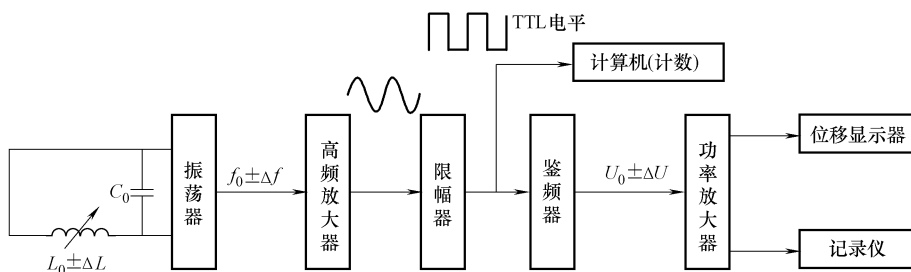 TTL电平
计算机(计数)
振荡器
f₀±Δf
高频放大器
限幅器
鉴频器
U₀±ΔU
功率放大器
位移显示器
记录仪
C₀
L₀±ΔL